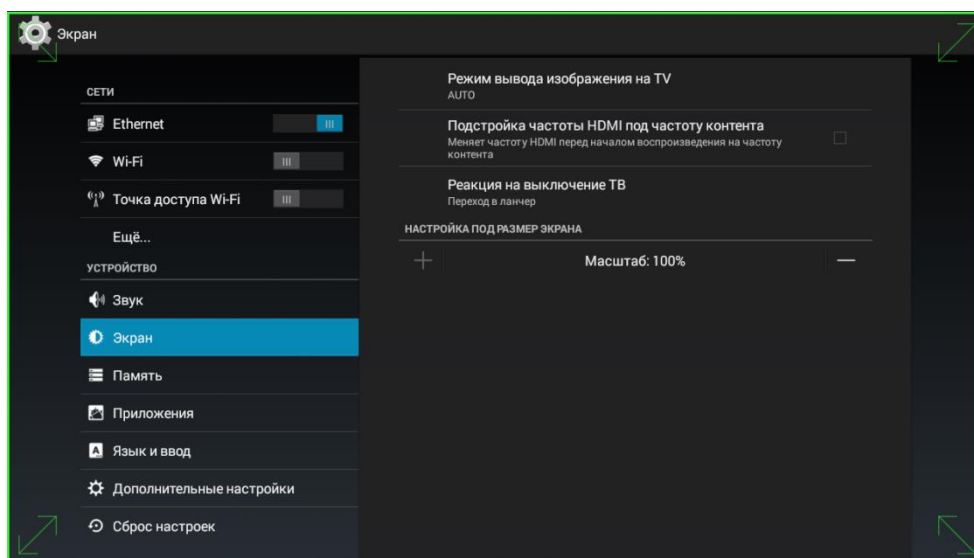 Экран
СЕТИ
Ethernet
Wi-Fi
Точка доступа Wi-Fi
Ещё...
УСТРОЙСТВО
Звук
Экран
Память
Приложения
Язык и ввод
Дополнительные настройки
Сброс настроек
Режим вывода изображения на TV
AUTO
Подстройка частоты HDMI под частоту контента
Меняет частоту HDMI перед началом воспроизведения на частоту
контента
Реакция на выключение ТВ
Переход в ланчер
НАСТРОЙКА ПОД РАЗМЕР ЭКРАНА
+ Масштаб: 100% —